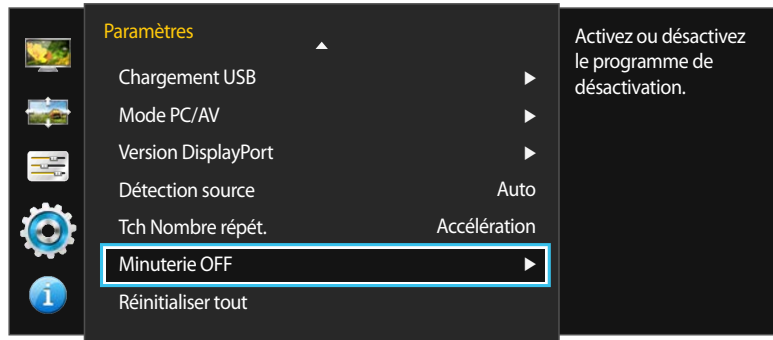 Paramètres
Chargement USB
Mode PC/AV
Version DisplayPort
Détection source Auto
Tch Nombre répét. Accélération
Minuterie OFF
Réinitialiser tout
Activez ou désactivez
le programme de
désactivation.